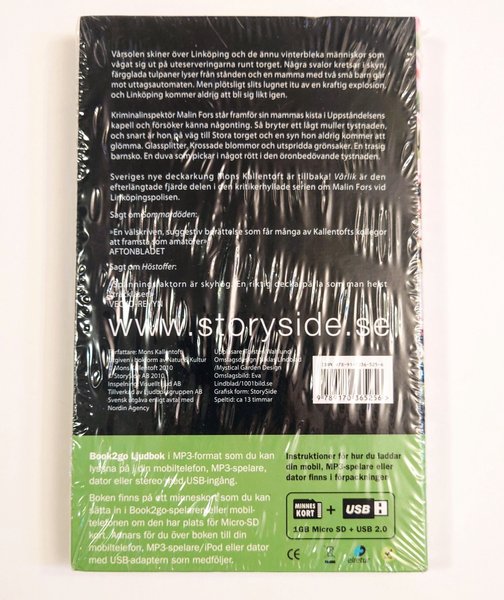 Vårsolen skiner över Linköping och de ännu vinterbleka människor som
vågat sig ut på uteserveringarna runt torget. Några svalor kretsar i skyn,
färgglada tulpaner lyser från stånden och en mamma med två små barn går
mot uttagsautomaten. Men plötsligt slits lugnet itu av en kraftig explosion,
och Linköping kommer aldrig att bli sig likt igen.
Kriminalinspektör Malin Fors står framför sin mammas kista i Uppståndelsens
kapell och försöker känna någonting. Så bryter ett lågt muller tystnaden,
och snart är hon på väg till Stora torget och en syn hon aldrig kommer att
glömma. Glassplitter. Krossade blommor och utspridda grönsaker. En trasig
barnsko. En duva som pickar i något rött i den öronbedövande tystnaden.
Sveriges nye deckarkung Mons Kallentoft är tillbaka! Vårlik är den
efterlängtade fjärde delen i den kritikerhyllade serien om Malin Fors vid
Linköpingspolisen.
Sagt om Sommardöden:
»En välskriven, suggestiv berättelse som får många av Kallentofts kollegor
att framstå som amatörer»
AFTONBLADET
Sagt om Höstoffer:
»Spänningsfaktorn är skyhög. En riktig deckarpärla som man helst
sträckläser»
VECKO-REVYN
www.storyside.se
Författare: Mons Kallentoft
Utgiven i bokform av Natur & Kultur
© Mons Kallentoft 2010
℗ StorySide AB 2010
Inspelning: Visuellt ljud AB
Tillverkad av Ljudboksgruppen AB
Svensk utgåva enligt avtal med
Nordin Agency
Uppläsare: Torsten Wahlund
Omslagsdesign: Niklas Lindblad
/Mystical Garden Design
Omslagsbild: Eva
Lindblad/1001bild.se
Grafisk form: StorySide
Speltid: ca 13 timmar
9 789170 365256
Book2go Ljudbok i MP3-format som du kan
lyssna på i din mobiltelefon, MP3-spelare,
dator eller stereo med USB-ingång.
Boken finns på ett minneskort som du kan
sätta in i Book2go-spelaren eller mobil-
telefonen om den har plats för Micro-SD
kort. Annars för du över boken till din
mobiltelefon, MP3-spelare/iPod eller dator
med USB-adaptern som medföljer.
Instruktioner för hur du laddar
din mobil, MP3-spelare eller
dator finns i förpackningen
MINNES
KORT + USB
1GB Micro SD + USB 2.0
CE
elretur